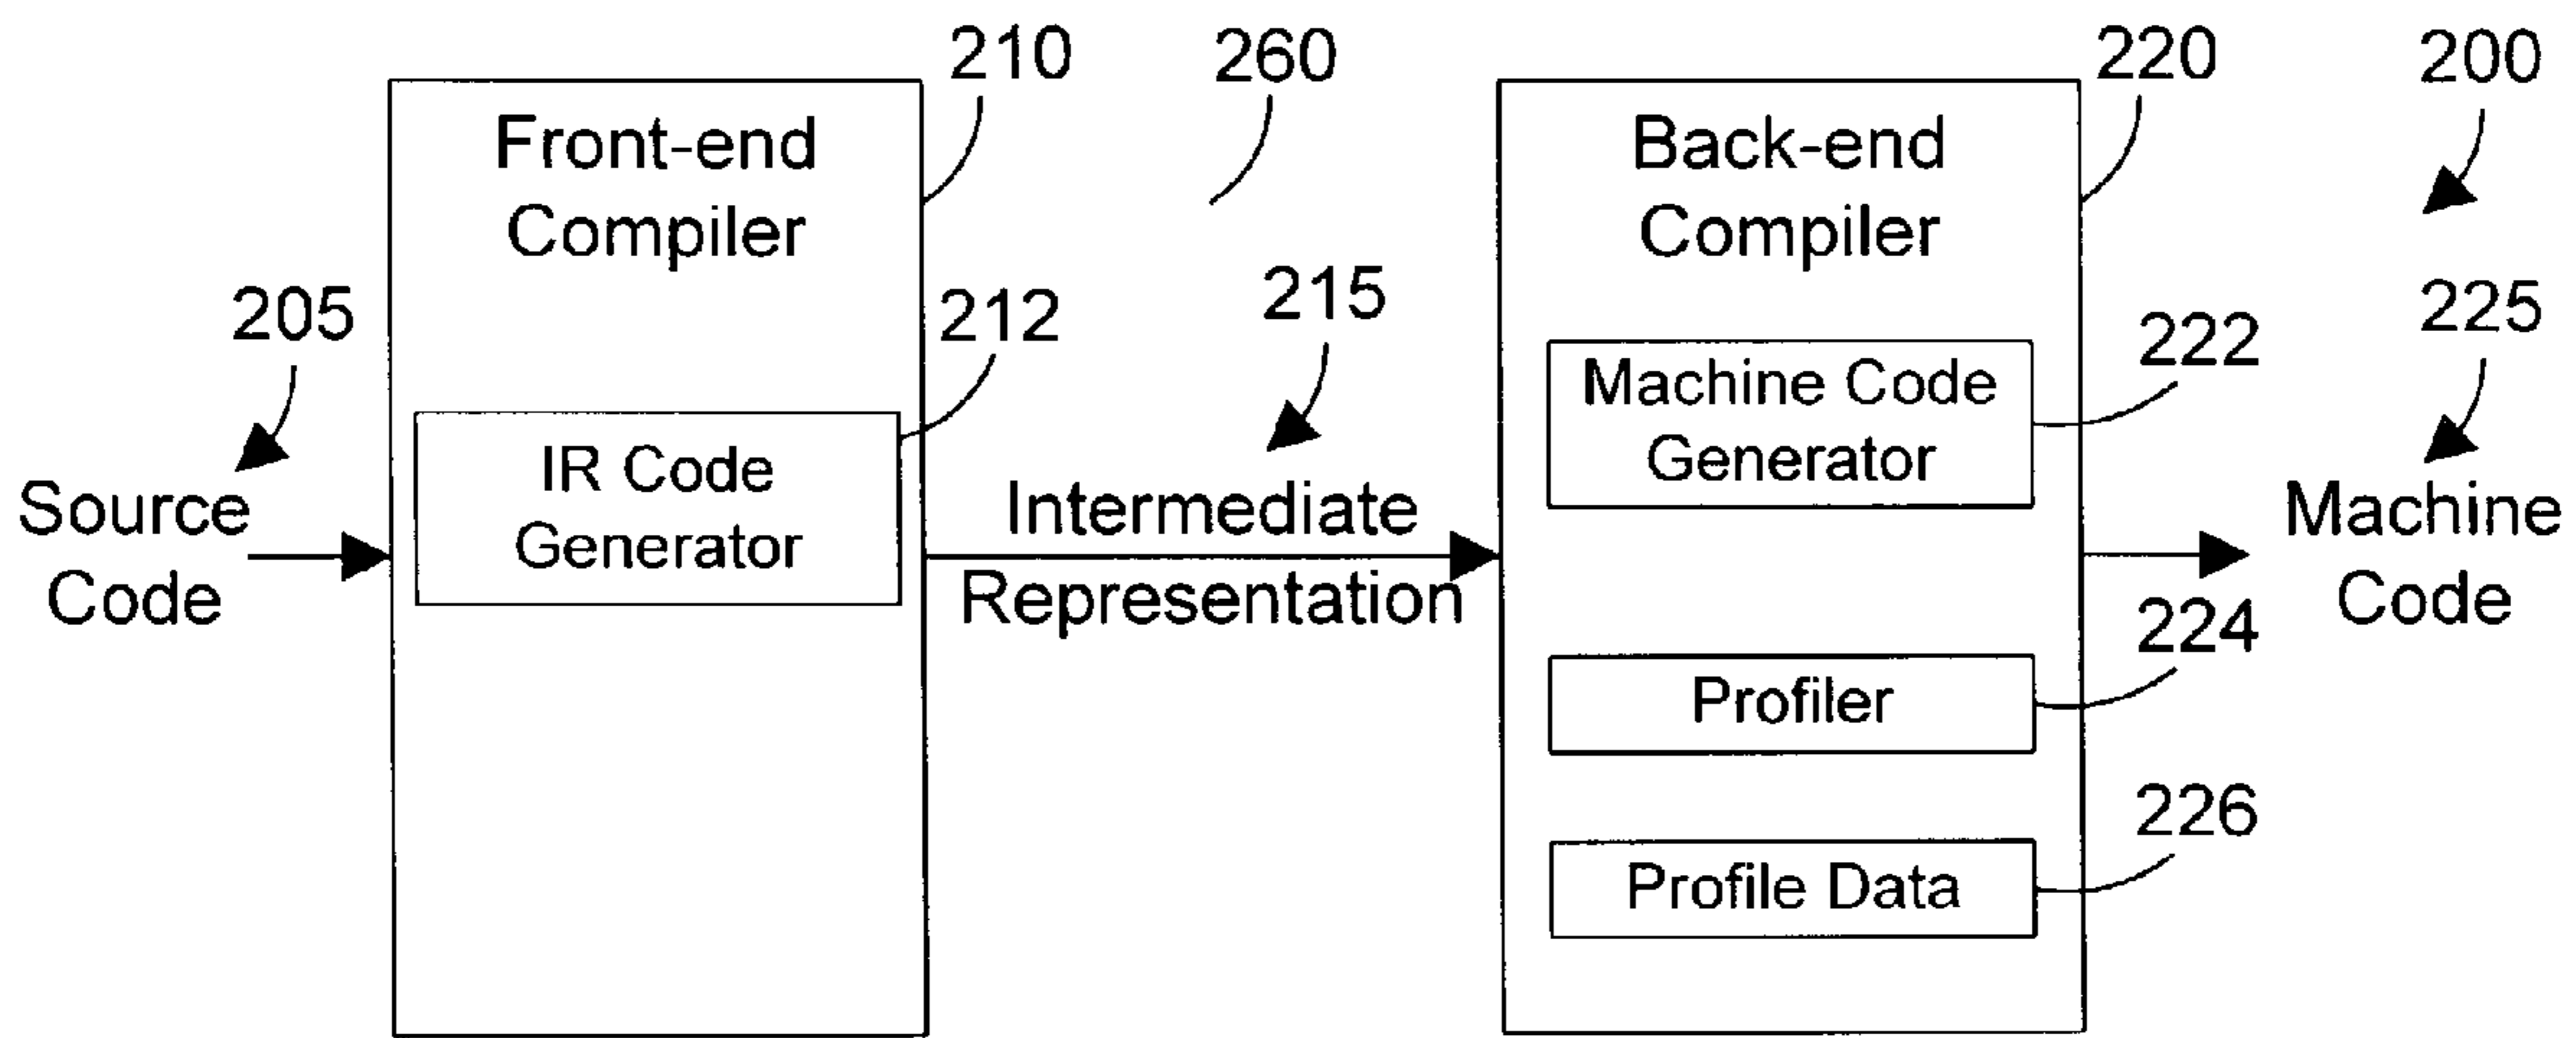 210
260
220
200
Front-end
Compiler
Back-end
Compiler
205
212
215
222
225
IR Code
Generator
Machine Code
Generator
Source
Code
Intermediate
Representation
Machine
Code
224
Profiler
226
Profile Data